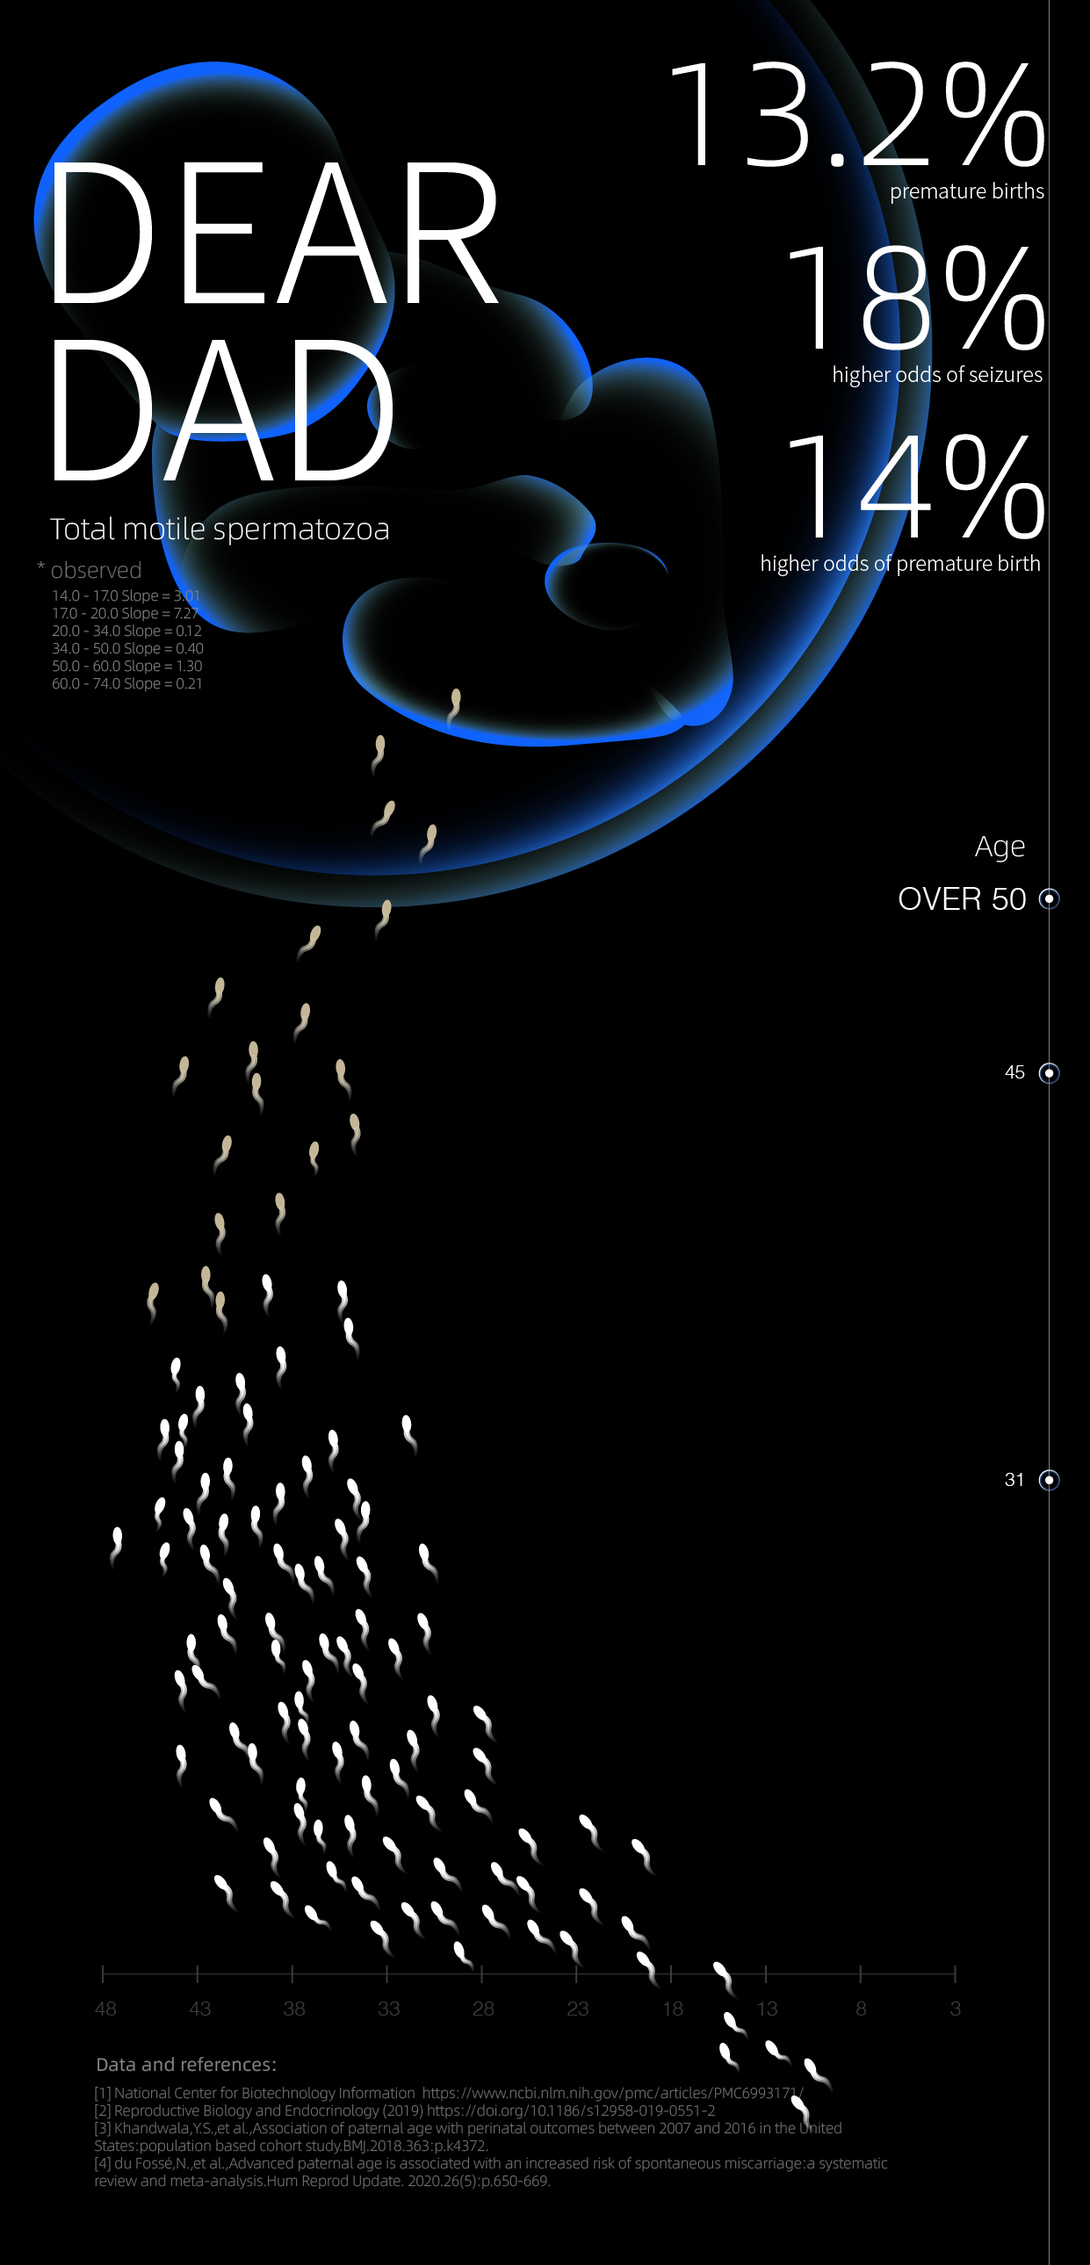 DEAR
DAD
Total motile spermatozoa
* observed
14.0 - 17.0 Slope = 3.01
17.0 - 20.0 Slope = 7.27
20.0 - 34.0 Slope = 0.12
34.0 - 50.0 Slope = 0.40
50.0 - 60.0 Slope = 1.30
60.0 - 74.0 Slope = 0.21
13.2%
premature births
18%
higher odds of seizures
14%
higher odds of premature birth
Age
OVER 50
45
31
48 43 38 33 28 23 18 13 8 3
Data and references:
[1] National Center for Biotechnology Information https://www.ncbi.nlm.nih.gov/pmc/articles/PMC6993171/
[2] Reproductive Biology and Endocrinology (2019) https://doi.org/10.1186/s12958-019-0551-2
[3] Khandwala,Y.S.,et al.,Association of paternal age with perinatal outcomes between 2007 and 2016 in the United
States:population based cohort study.BMJ.2018.363:p.k4372.
[4] du Fossé,N.,et al.,Advanced paternal age is associated with an increased risk of spontaneous miscarriage:a systematic
review and meta-analysis.Hum Reprod Update. 2020.26(5):p.650-669.